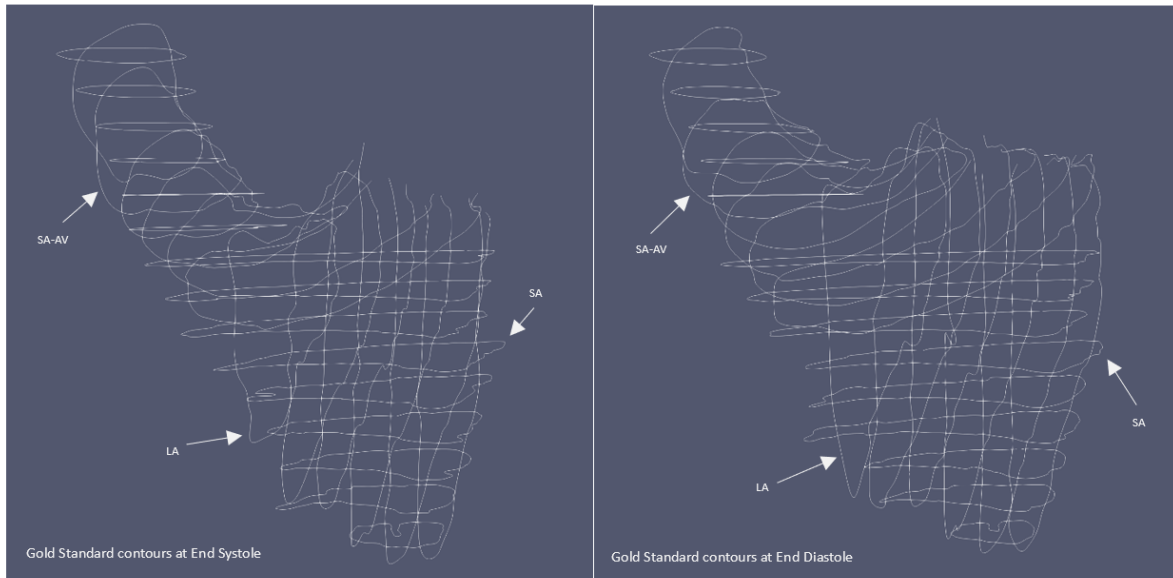 SA-AV
SA
LA
Gold Standard contours at End Systole
SA-AV
SA
LA
Gold Standard contours at End Diastole